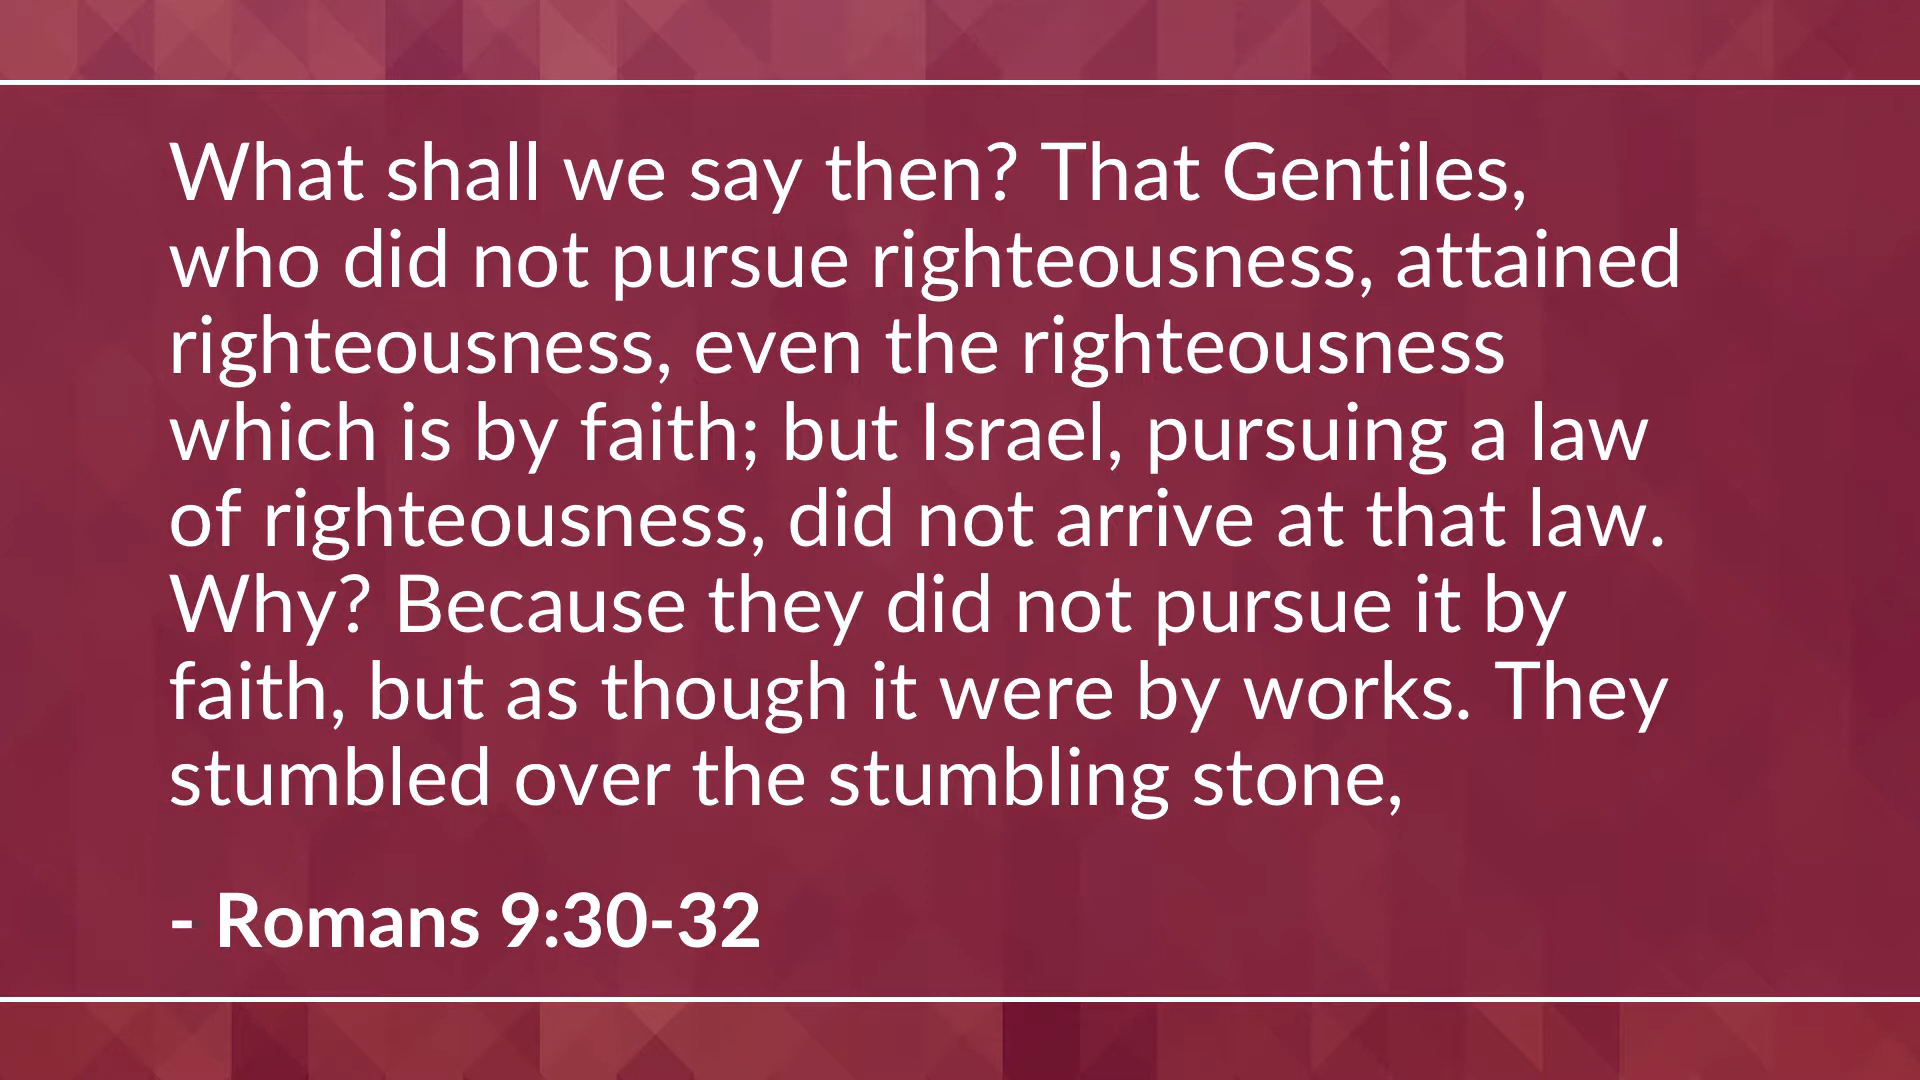 What shall we say then? That Gentiles,
who did not pursue righteousness, attained
righteousness, even the righteousness
which is by faith; but Israel, pursuing a law
of righteousness, did not arrive at that law.
Why? Because they did not pursue it by
faith, but as though it were by works. They
stumbled over the stumbling stone,
- Romans 9:30-32